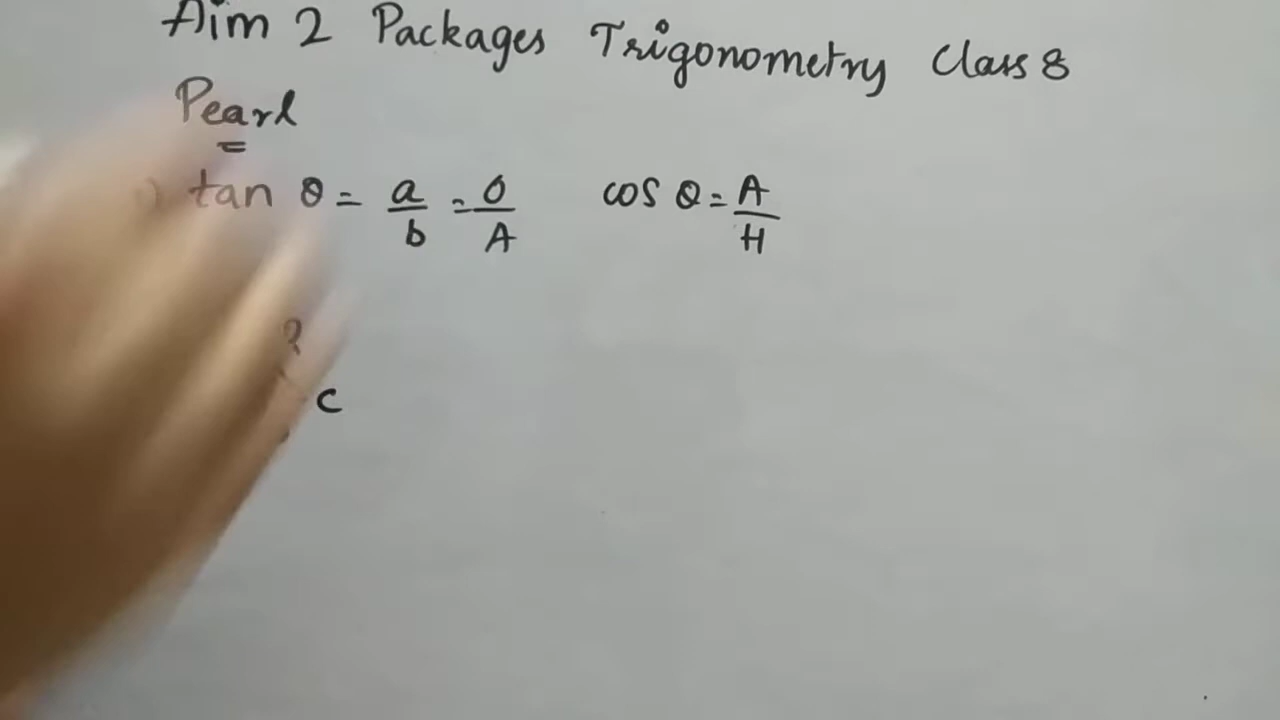 Aim 2 Packages Trigonometry Class 8
Pearl
tan θ = a/b = O/A cos θ = A/H
C